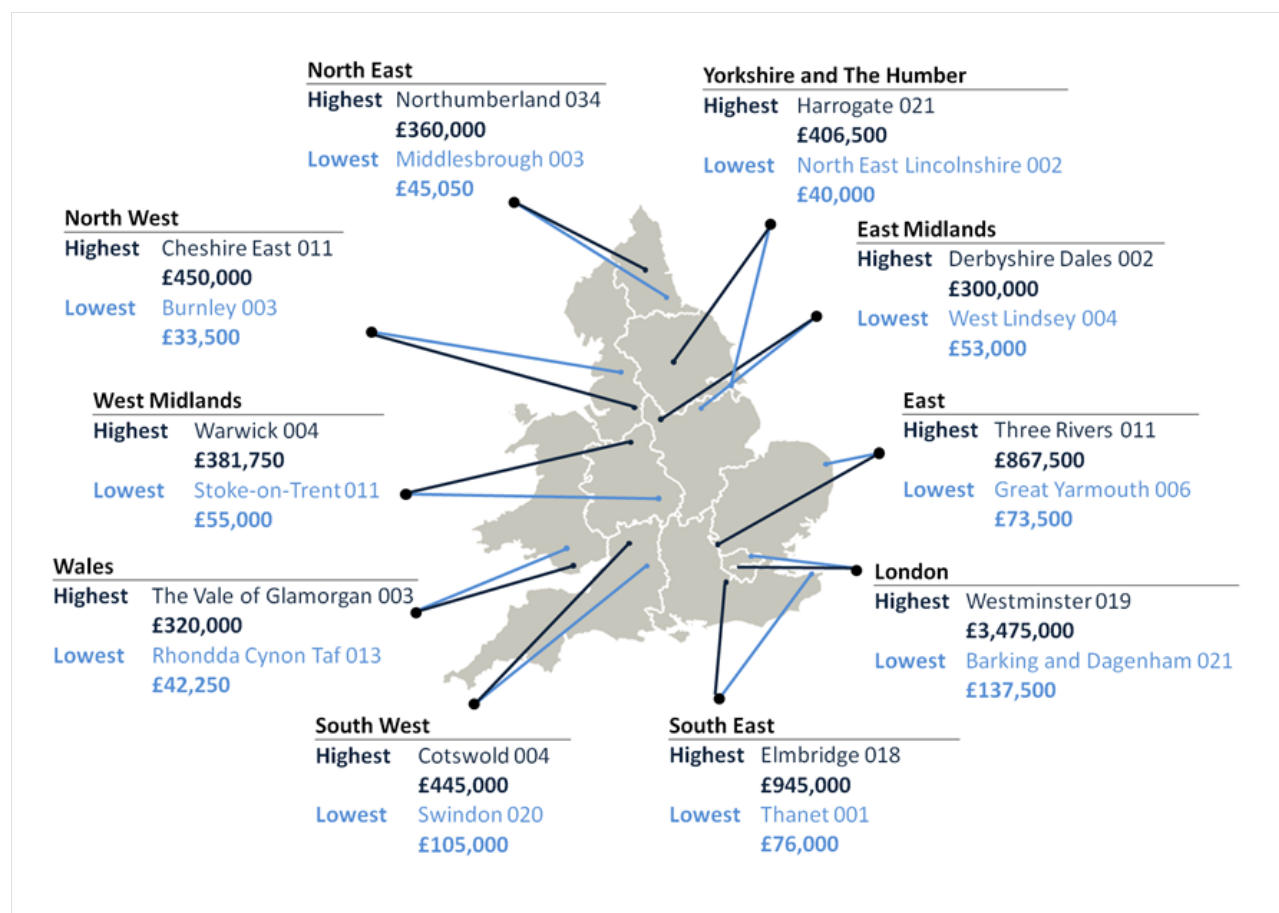 North East
Highest Northumberland 034
£360,000
Lowest Middlesbrough 003
£45,050
Yorkshire and The Humber
Highest Harrogate 021
£406,500
Lowest North East Lincolnshire 002
£40,000
North West
Highest Cheshire East 011
£450,000
Lowest Burnley 003
£33,500
East Midlands
Highest Derbyshire Dales 002
£300,000
Lowest West Lindsey 004
£53,000
West Midlands
Highest Warwick 004
£381,750
Lowest Stoke-on-Trent 011
£55,000
East
Highest Three Rivers 011
£867,500
Lowest Great Yarmouth 006
£73,500
Wales
Highest The Vale of Glamorgan 003
£320,000
Lowest Rhondda Cynon Taf 013
£42,250
London
Highest Westminster 019
£3,475,000
Lowest Barking and Dagenham 021
£137,500
South West
Highest Cotswold 004
£445,000
Lowest Swindon 020
£105,000
South East
Highest Elmbridge 018
£945,000
Lowest Thanet 001
£76,000